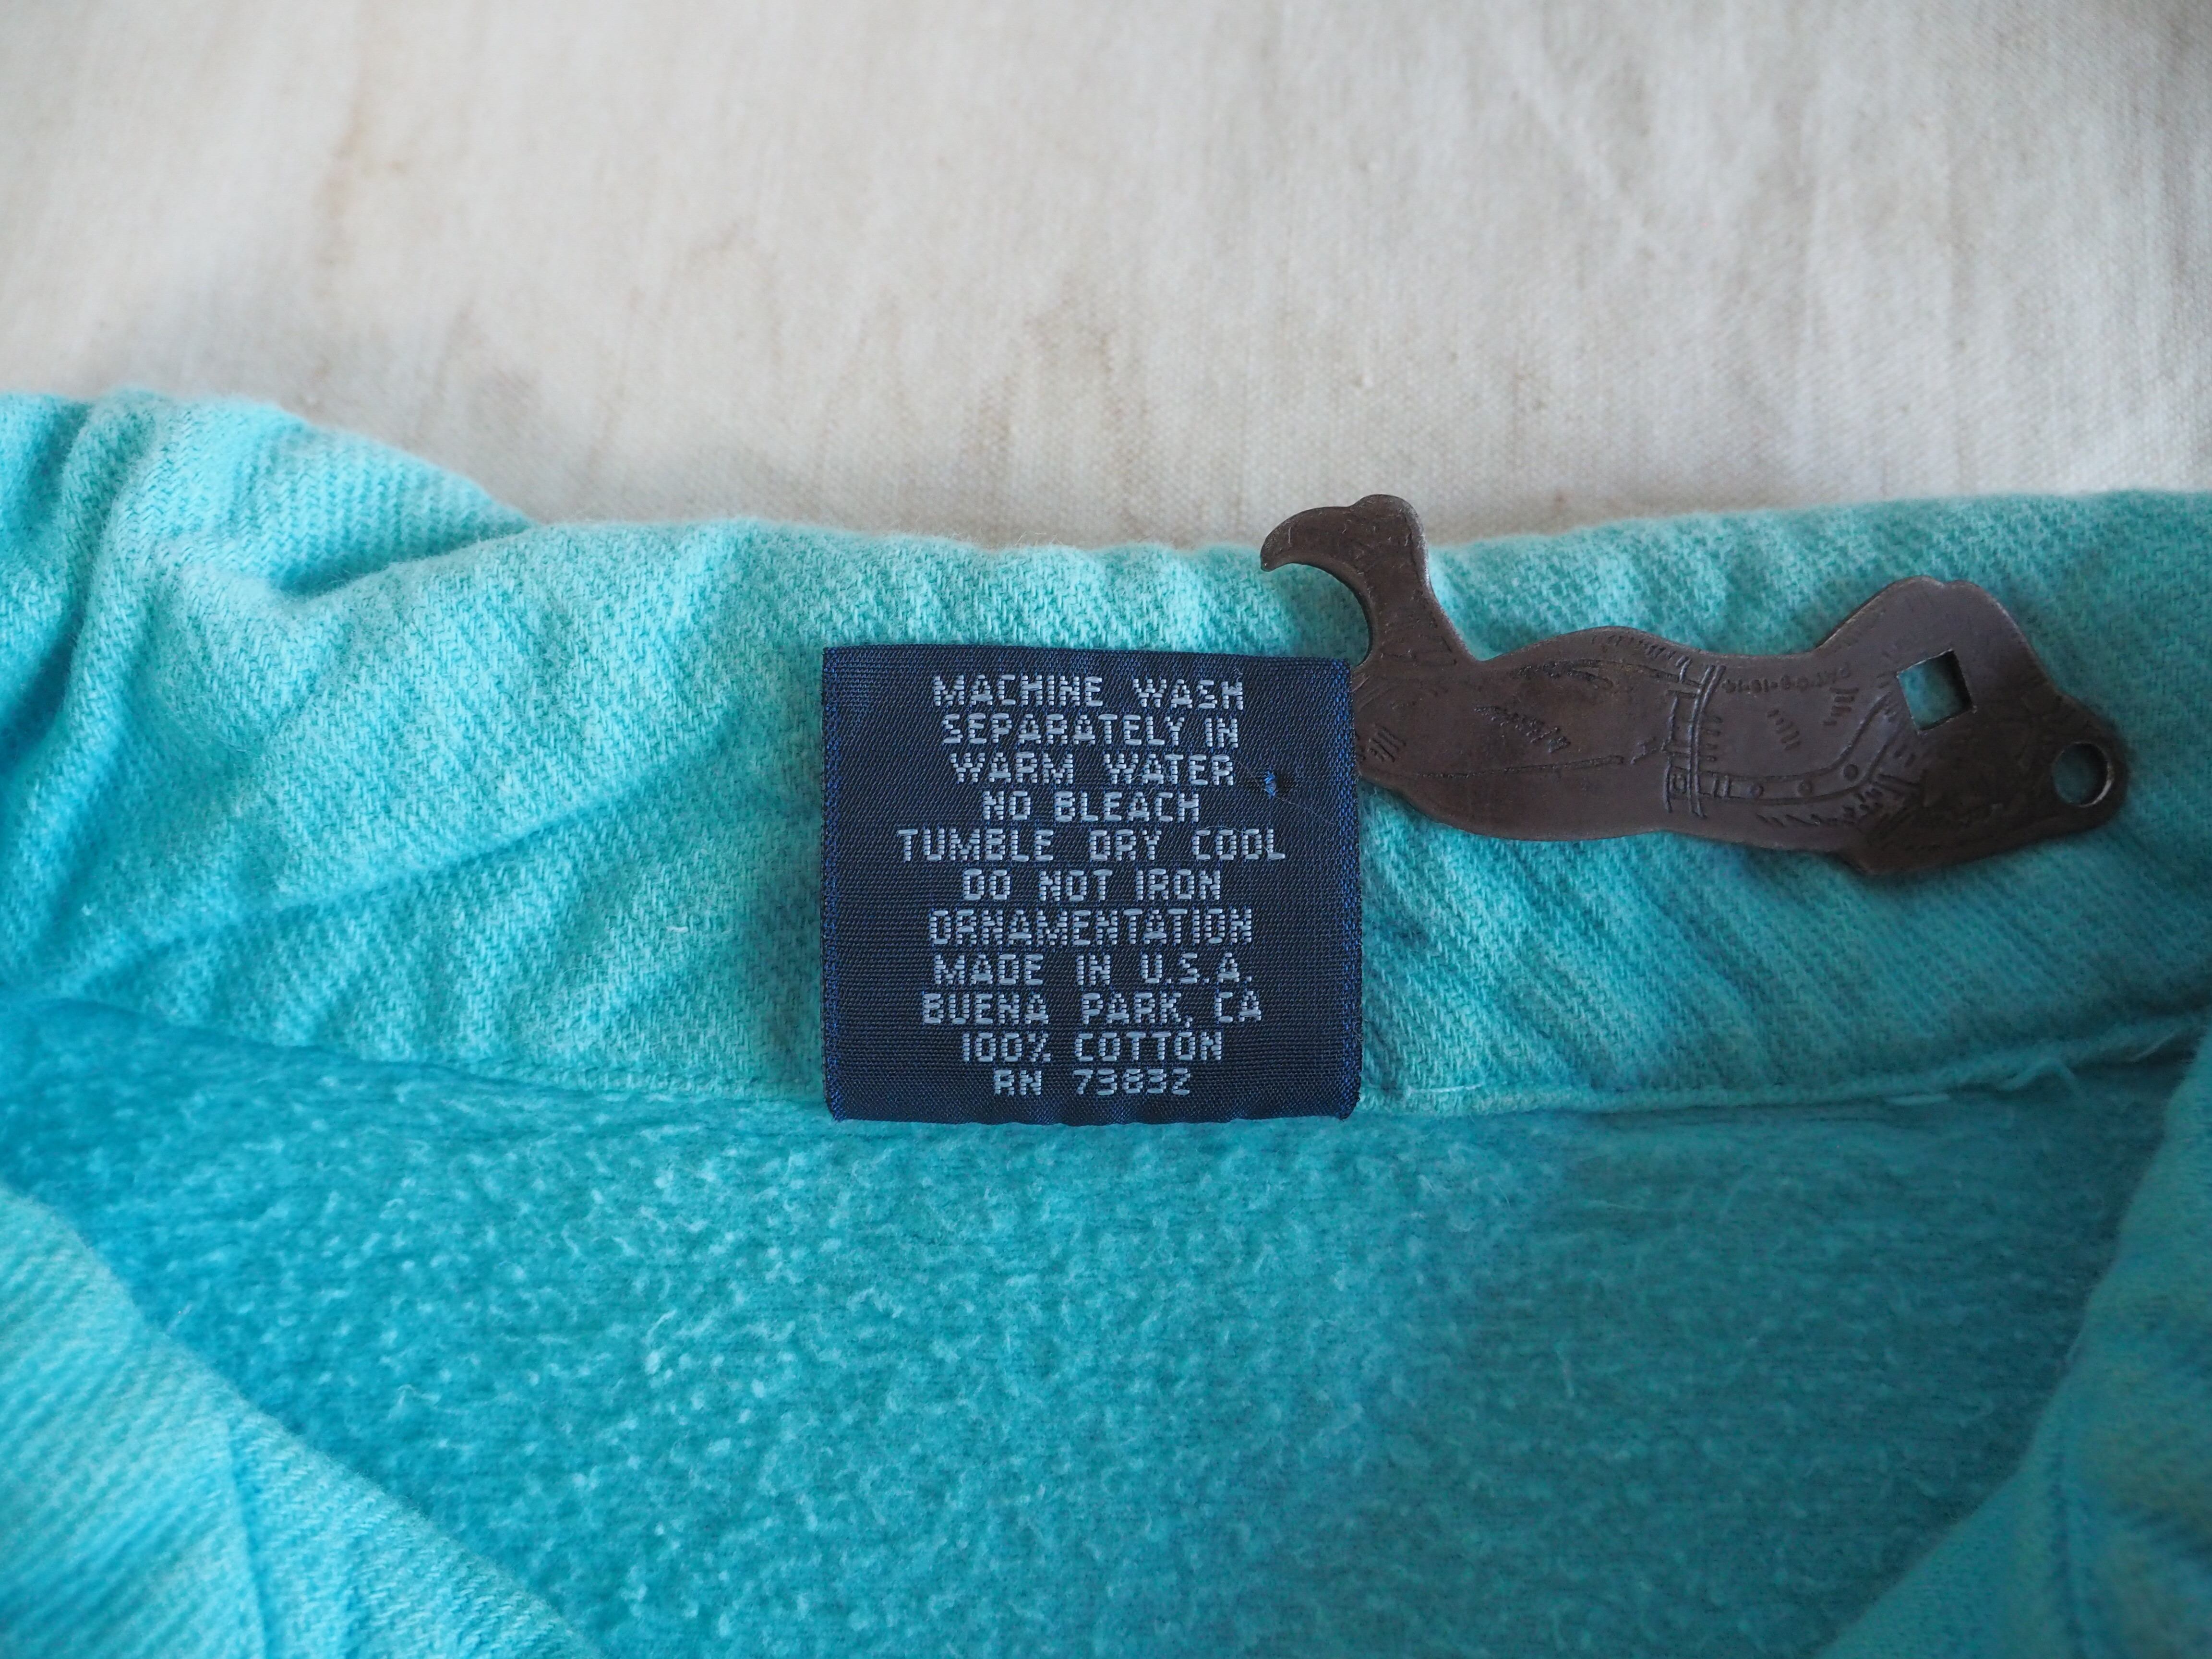 MACHINE WASH
SEPARATELY IN
WARM WATER
NO BLEACH
TUMBLE DRY COOL
DO NOT IRON
ORNAMENTATION
MADE IN U.S.A.
BUENA PARK, CA
100% COTTON
RN 73832